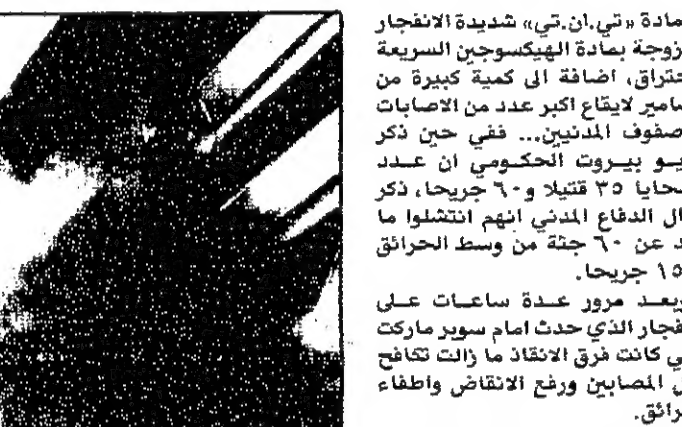 مادة «تي.ان.تي» شديدة الانفجار
زوجة بمادة الهيكسوجين السريعة
حتراق، اضافة الى كمية كبيرة من
سامير لايقاع اكبر عدد من الاصابات
صفوف المدنيين... ففي حين ذكر
يو بيروت الحكومي ان عدد
حايا ٣٥ قتيلا و٦٠ جريحا، ذكر
ال الدفاع المدني انهم انتشلوا ما
د عن ٦٠ جثة من وسط الحرائق
١٥ جريحا.
وبعد مرور عدة ساعات على
فجار الذي حدث امام سوبر ماركت
ي كانت فرق الانقاذ ما زالت تكافح
ل المصابين ورفع الانقاض واطفاء
رائق.